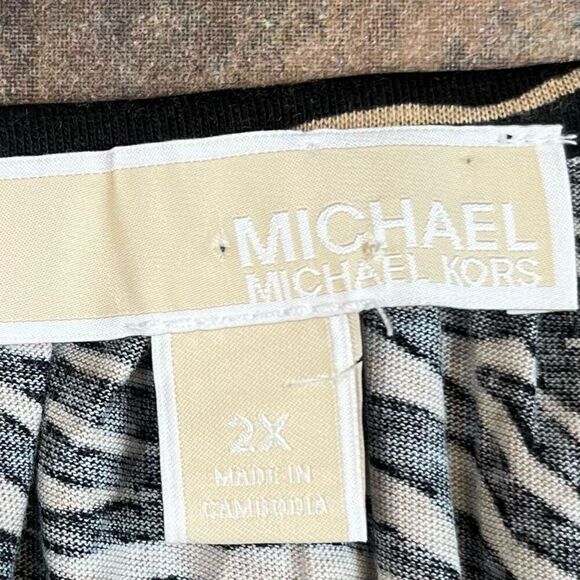 MICHAEL
MICHAEL KORS
2X
MADE IN
CAMBODIA